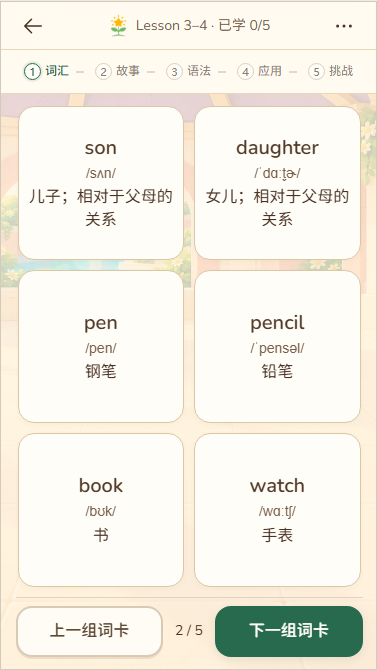 Lesson 3–4 · 已学 0/5
1 词汇 – 2 故事 – 3 语法 – 4 应用 – 5 挑战
son
/sʌn/
儿子；相对于父母的
关系
daughter
/ˈdɑːt̬ɚ/
女儿；相对于父母的
关系
pen
/pen/
钢笔
pencil
/ˈpensəl/
铅笔
book
/bʊk/
书
watch
/wɑːtʃ/
手表
上一组词卡
2 / 5
下一组词卡